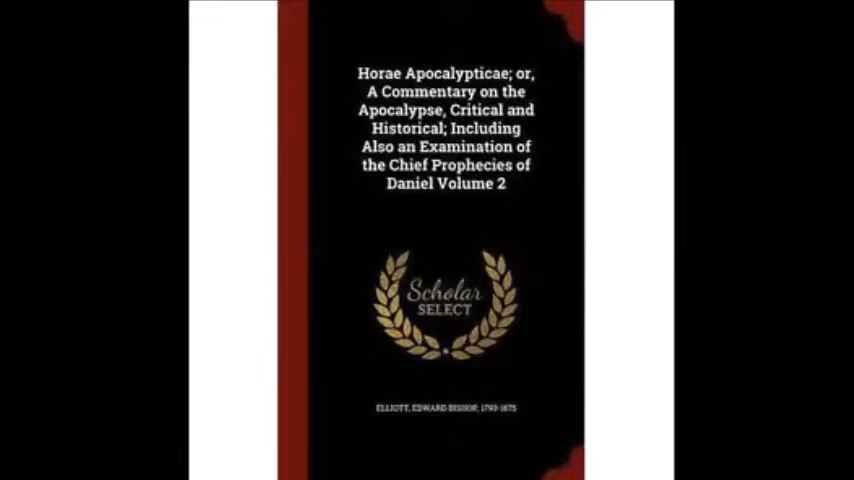 Horae Apocalypticae; or,
A Commentary on the
Apocalypse, Critical and
Historical; Including
Also an Examination of
the Chief Prophecies of
Daniel Volume 2
Scholar
SELECT
ELLIOTT, EDWARD BISHOP, 1793-1875